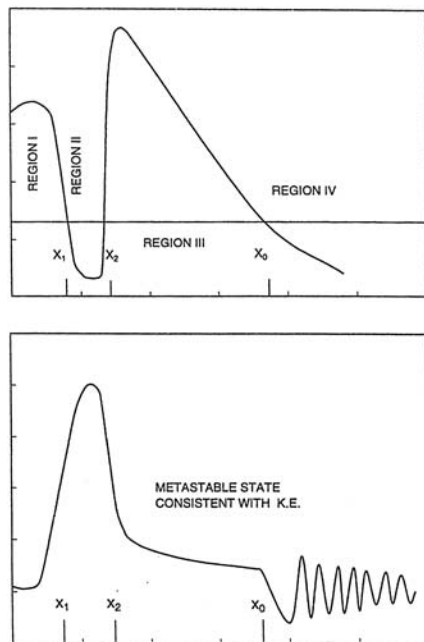 REGION I
REGION II
REGION IV
REGION III
X₁
X₂
X₀
METASTABLE STATE
CONSISTENT WITH K.E.
X₁
X₂
X₀